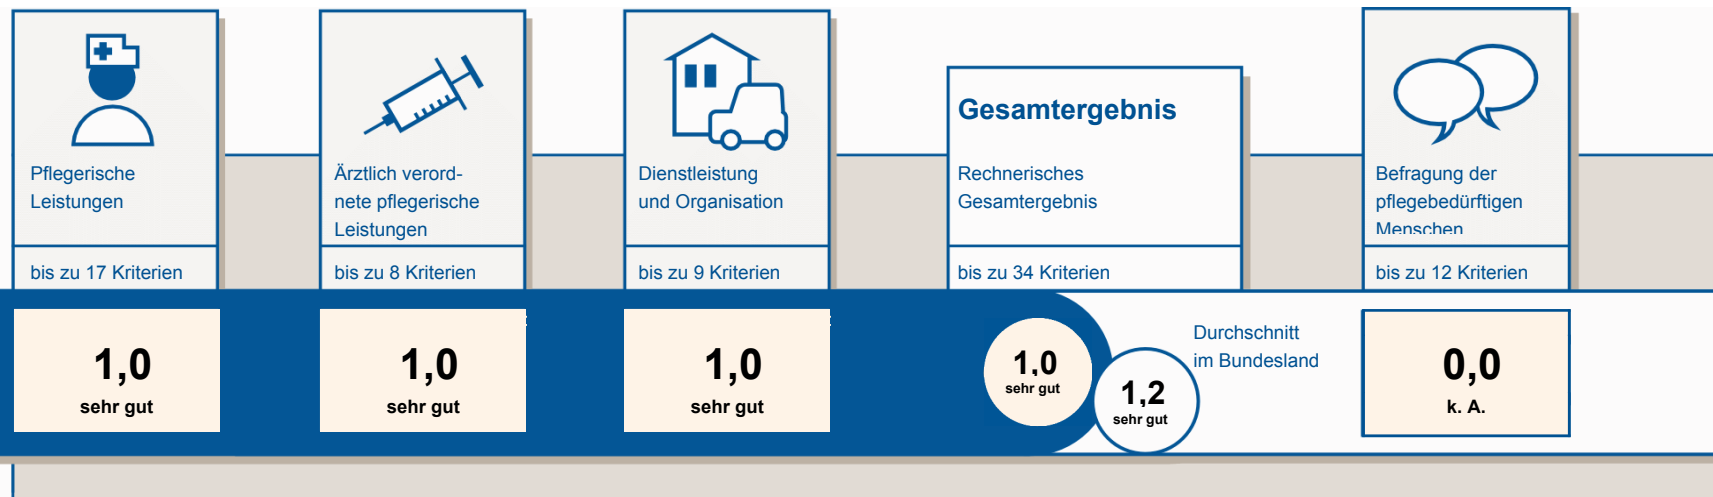 Pflegerische
Leistungen
bis zu 17 Kriterien
1,0
sehr gut
Ärztlich verord-
nete pflegerische
Leistungen
bis zu 8 Kriterien
1,0
sehr gut
Dienstleistung
und Organisation
bis zu 9 Kriterien
1,0
sehr gut
Gesamtergebnis
Rechnerisches
Gesamtergebnis
bis zu 34 Kriterien
1,0
sehr gut
1,2
sehr gut
Durchschnitt
im Bundesland
Befragung der
pflegebedürftigen
Menschen
bis zu 12 Kriterien
0,0
k. A.